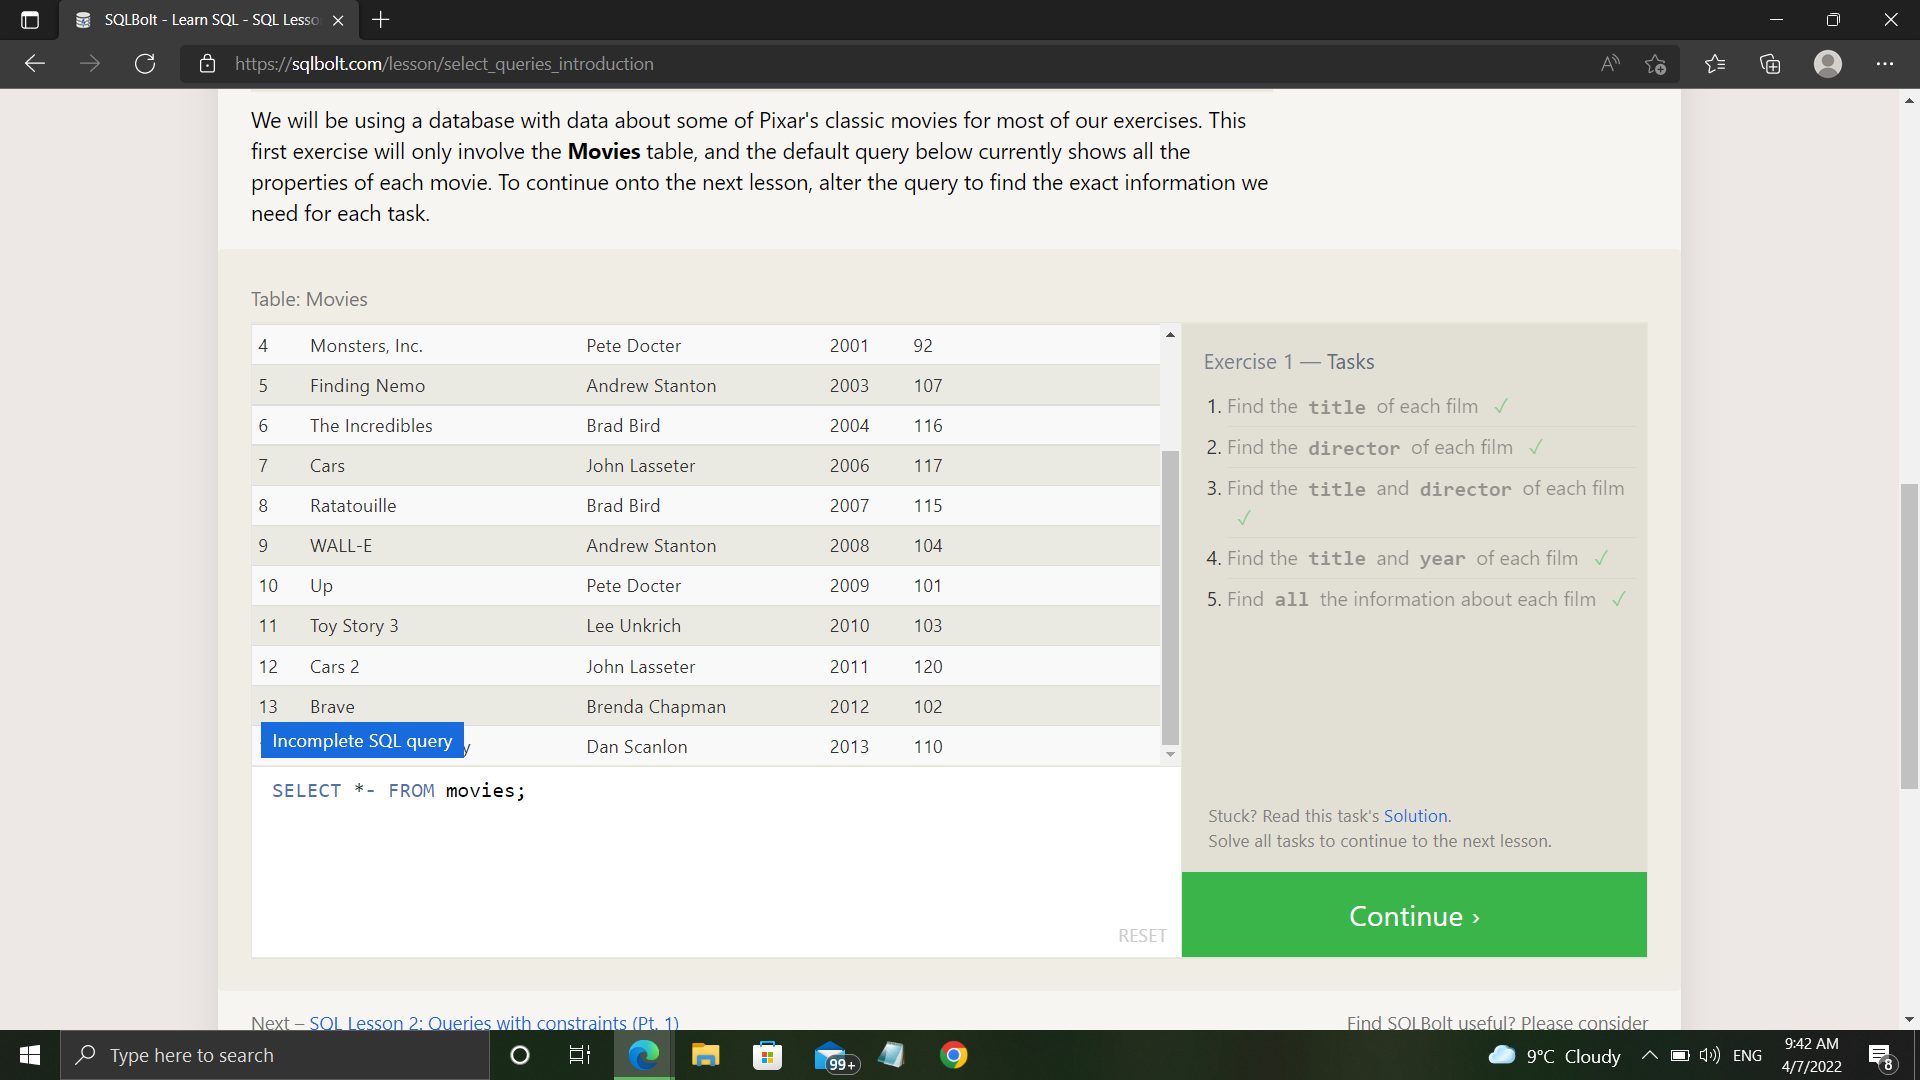 SQLBolt - Learn SQL - SQL Lesso
https://sqlbolt.com/lesson/select_queries_introduction
We will be using a database with data about some of Pixar's classic movies for most of our exercises. This
first exercise will only involve the Movies table, and the default query below currently shows all the
properties of each movie. To continue onto the next lesson, alter the query to find the exact information we
need for each task.
Table: Movies
4 Monsters, Inc. Pete Docter 2001 92
5 Finding Nemo Andrew Stanton 2003 107
6 The Incredibles Brad Bird 2004 116
7 Cars John Lasseter 2006 117
8 Ratatouille Brad Bird 2007 115
9 WALL-E Andrew Stanton 2008 104
10 Up Pete Docter 2009 101
11 Toy Story 3 Lee Unkrich 2010 103
12 Cars 2 John Lasseter 2011 120
13 Brave Brenda Chapman 2012 102
y Dan Scanlon 2013 110
Incomplete SQL query
SELECT *- FROM movies;
RESET
Exercise 1 — Tasks
1. Find the title of each film ✓
2. Find the director of each film ✓
3. Find the title and director of each film
✓
4. Find the title and year of each film ✓
5. Find all the information about each film ✓
Stuck? Read this task's Solution.
Solve all tasks to continue to the next lesson.
Continue ›
Next – SQL Lesson 2: Queries with constraints (Pt. 1)
Find SQLBolt useful? Please consider
Type here to search
99+
9°C Cloudy
ENG
9:42 AM
4/7/2022
8